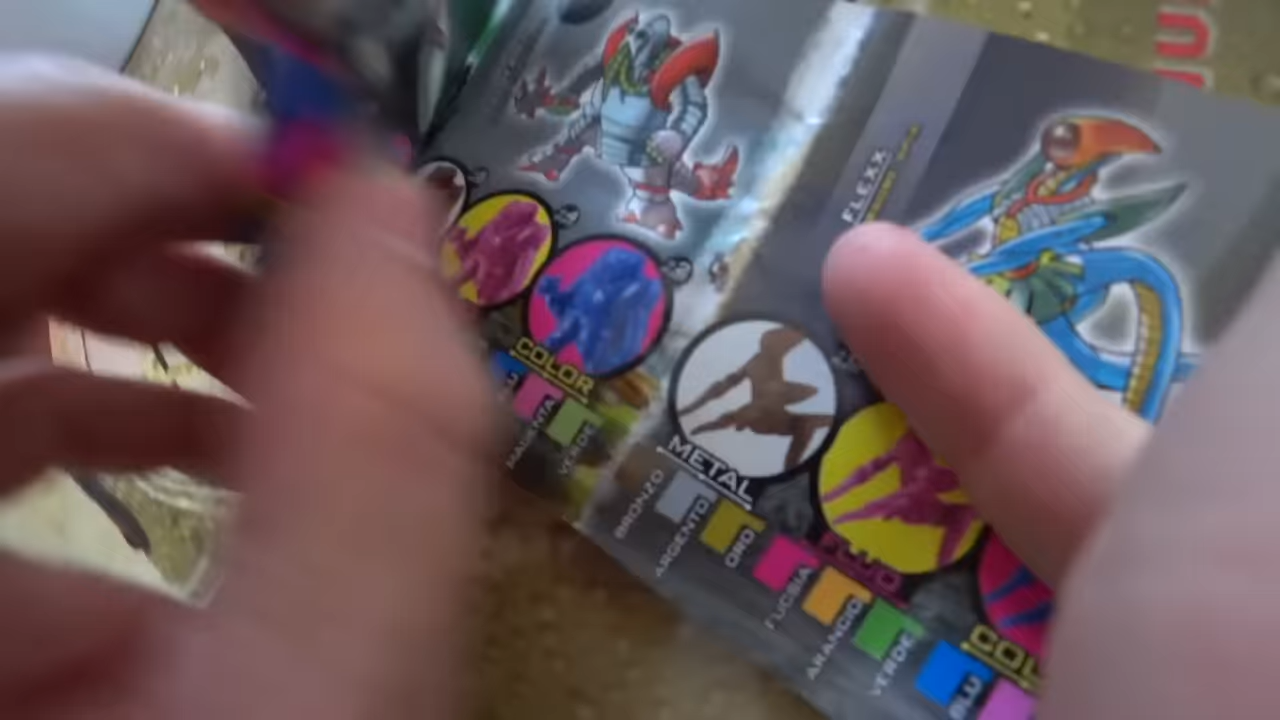 COLOR
MAGENTA
VERDE
FLEXX
METAL
BRONZO
ARGENTO
ORO
FLUO
FUCSIA
ARANCIO
VERDE
BLU